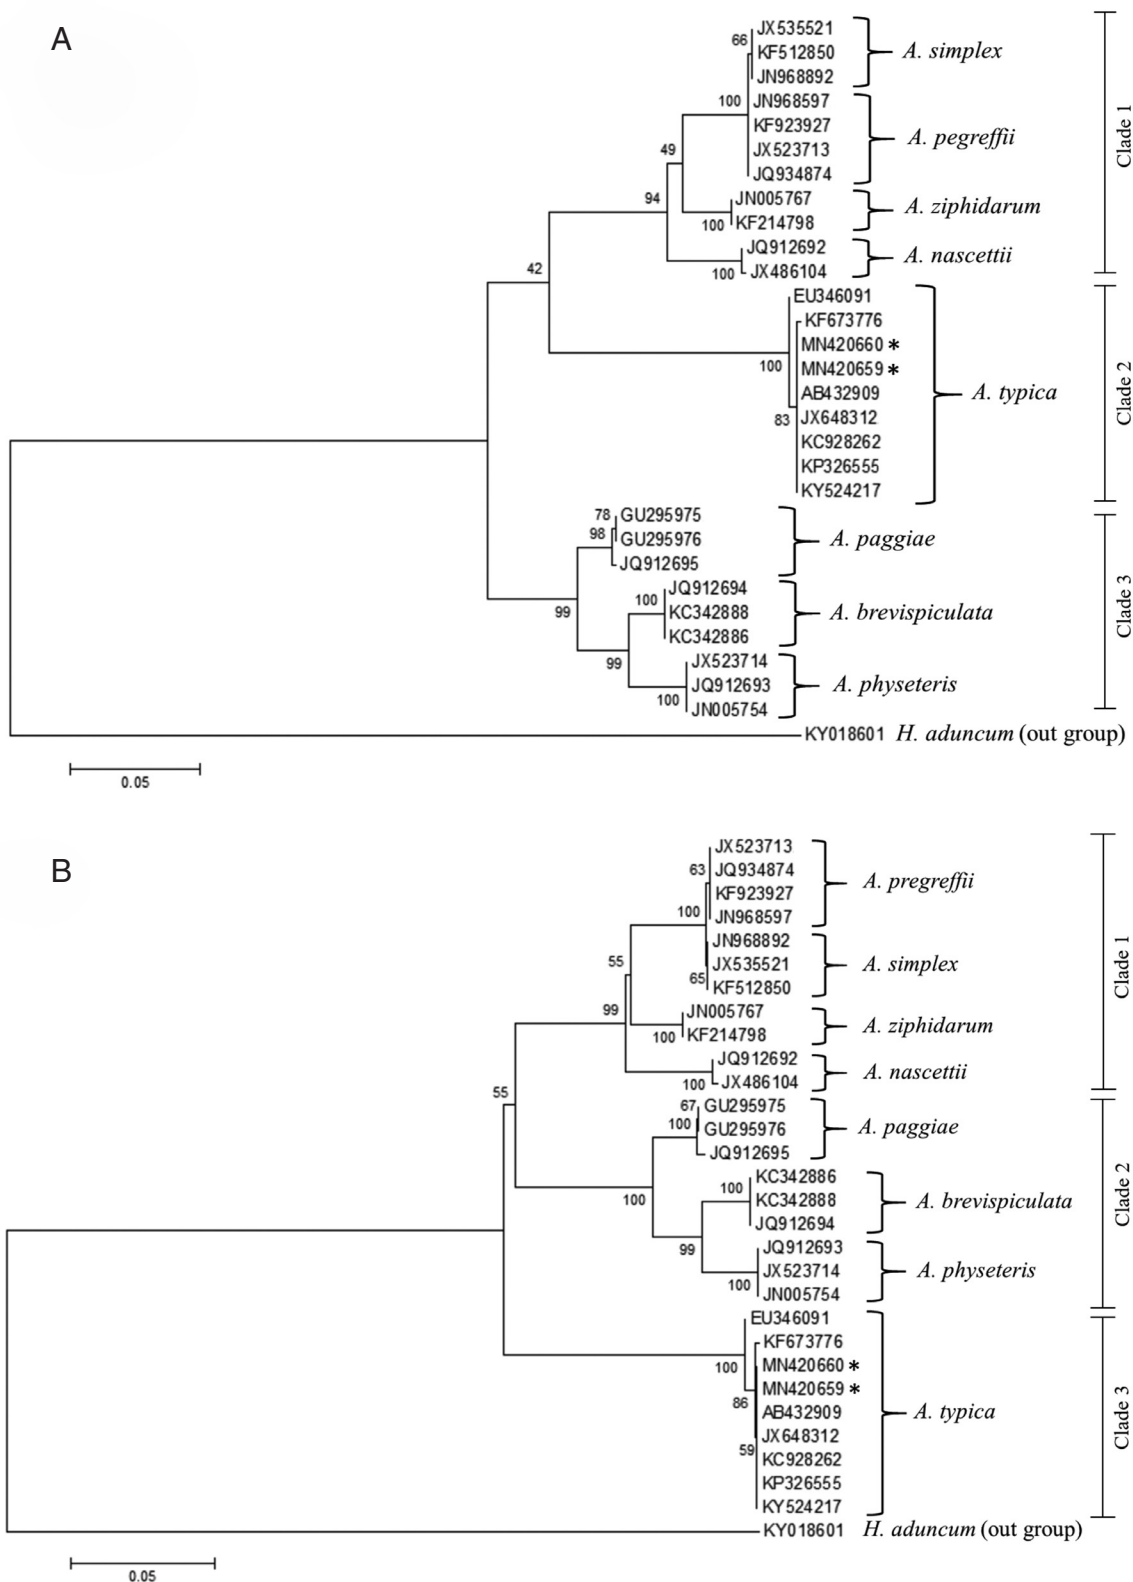 A
JX535521
66
KF512850
A. simplex
JN968892
100
JN968597
KF923927
A. pegreffii
Clade 1
49
JX523713
JQ934874
94
JN005767
A. ziphidarum
100
KF214798
JQ912692
A. nascettii
42
100
JX486104
EU346091
KF673776
MN420660 *
100
MN420659 *
AB432909
A. typica
Clade 2
83
JX648312
KC928262
KP326555
KY524217
78
GU295975
98
GU295976
A. paggiae
JQ912695
JQ912694
100
KC342888
A. brevispiculata
Clade 3
99
KC342886
99
JX523714
JQ912693
A. physeteris
100
JN005754
KY018601 H. aduncum (out group)
0.05
B
JX523713
63
JQ934874
A. pregreffii
KF923927
100
JN968597
JN968892
Clade 1
55
JX535521
A. simplex
65
KF512850
99
JN005767
A. ziphidarum
100
KF214798
JQ912692
A. nascettii
100
JX486104
55
67
GU295975
100
GU295976
A. paggiae
JQ912695
KC342886
100
KC342888
A. brevispiculata
Clade 2
100
JQ912694
99
JQ912693
JX523714
A. physeteris
100
JN005754
EU346091
KF673776
100
MN420660 *
MN420659 *
86
AB432909
A. typica
Clade 3
JX648312
59
KC928262
KP326555
KY524217
KY018601 H. aduncum (out group)
0.05